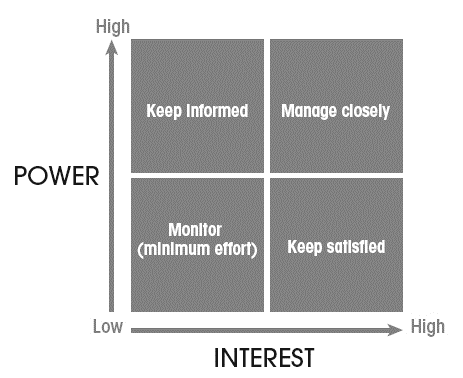 High
Keep informed
Manage closely
POWER
Monitor
(minimum effort)
Keep satisfied
Low
High
INTEREST